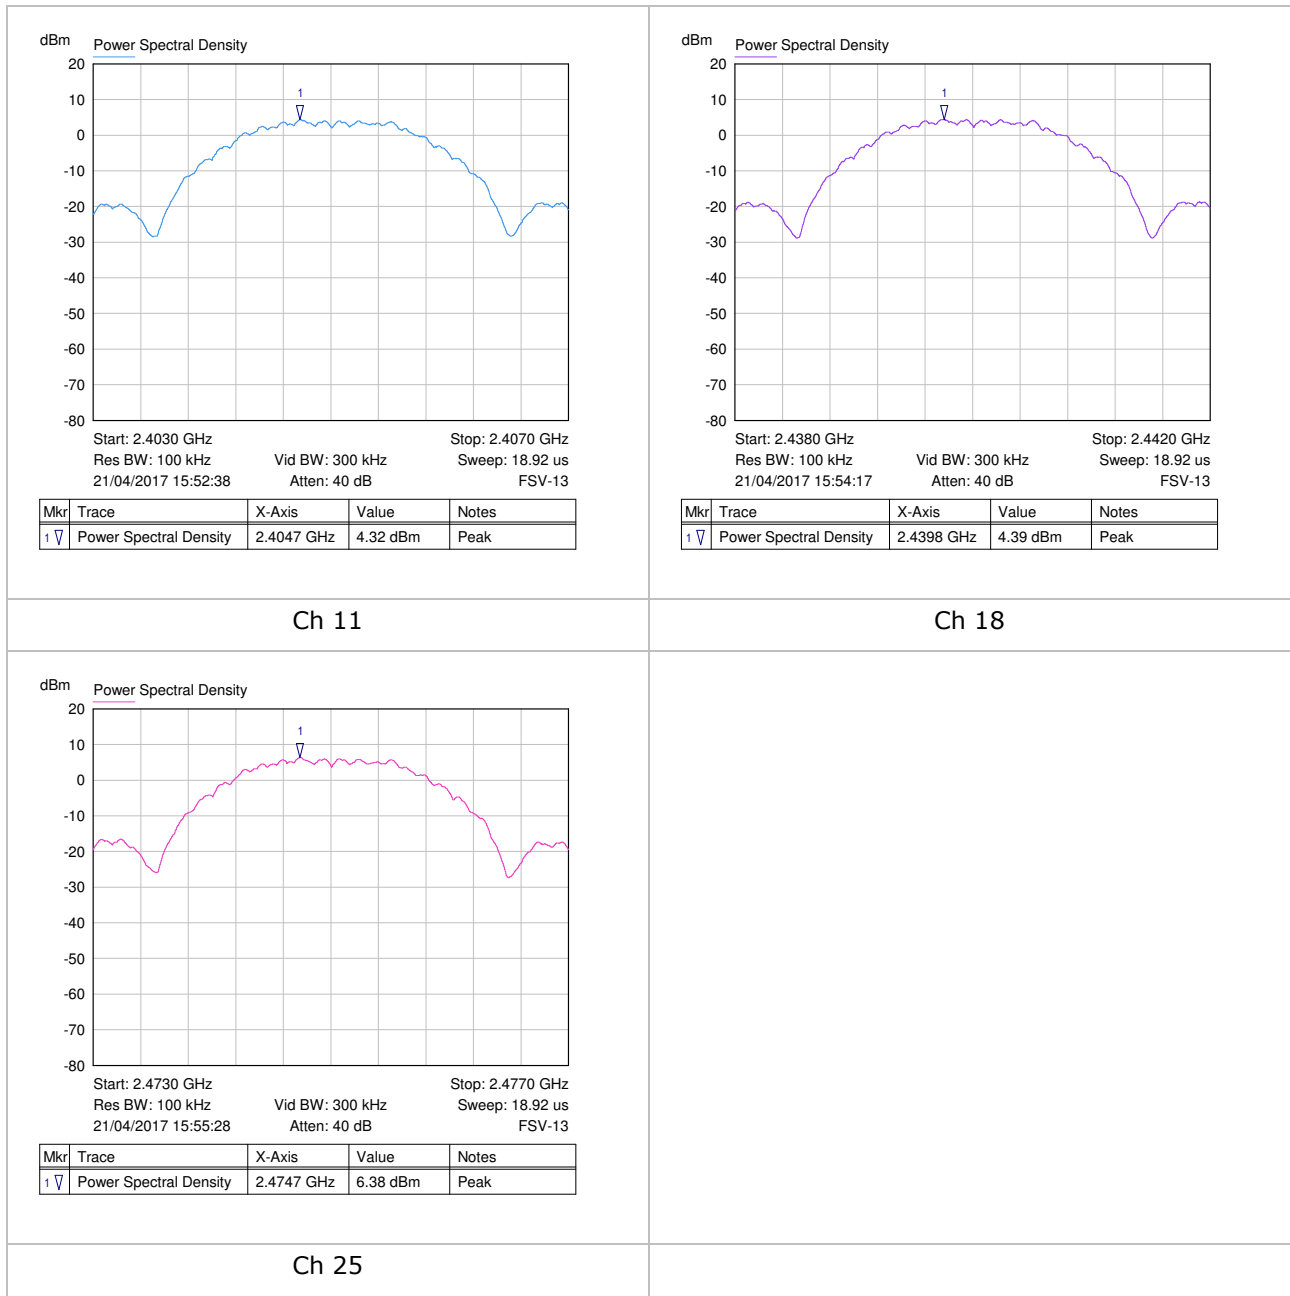 dBm Power Spectral Density
20
10
0
-10
-20
-30
-40
-50
-60
-70
-80
1
Start: 2.4030 GHz Stop: 2.4070 GHz
Res BW: 100 kHz Vid BW: 300 kHz Sweep: 18.92 us
21/04/2017 15:52:38 Atten: 40 dB FSV-13
Mkr Trace X-Axis Value Notes
1 Power Spectral Density 2.4047 GHz 4.32 dBm Peak
Ch 11
dBm Power Spectral Density
20
10
0
-10
-20
-30
-40
-50
-60
-70
-80
1
Start: 2.4380 GHz Stop: 2.4420 GHz
Res BW: 100 kHz Vid BW: 300 kHz Sweep: 18.92 us
21/04/2017 15:54:17 Atten: 40 dB FSV-13
Mkr Trace X-Axis Value Notes
1 Power Spectral Density 2.4398 GHz 4.39 dBm Peak
Ch 18
dBm Power Spectral Density
20
10
0
-10
-20
-30
-40
-50
-60
-70
-80
1
Start: 2.4730 GHz Stop: 2.4770 GHz
Res BW: 100 kHz Vid BW: 300 kHz Sweep: 18.92 us
21/04/2017 15:55:28 Atten: 40 dB FSV-13
Mkr Trace X-Axis Value Notes
1 Power Spectral Density 2.4747 GHz 6.38 dBm Peak
Ch 25